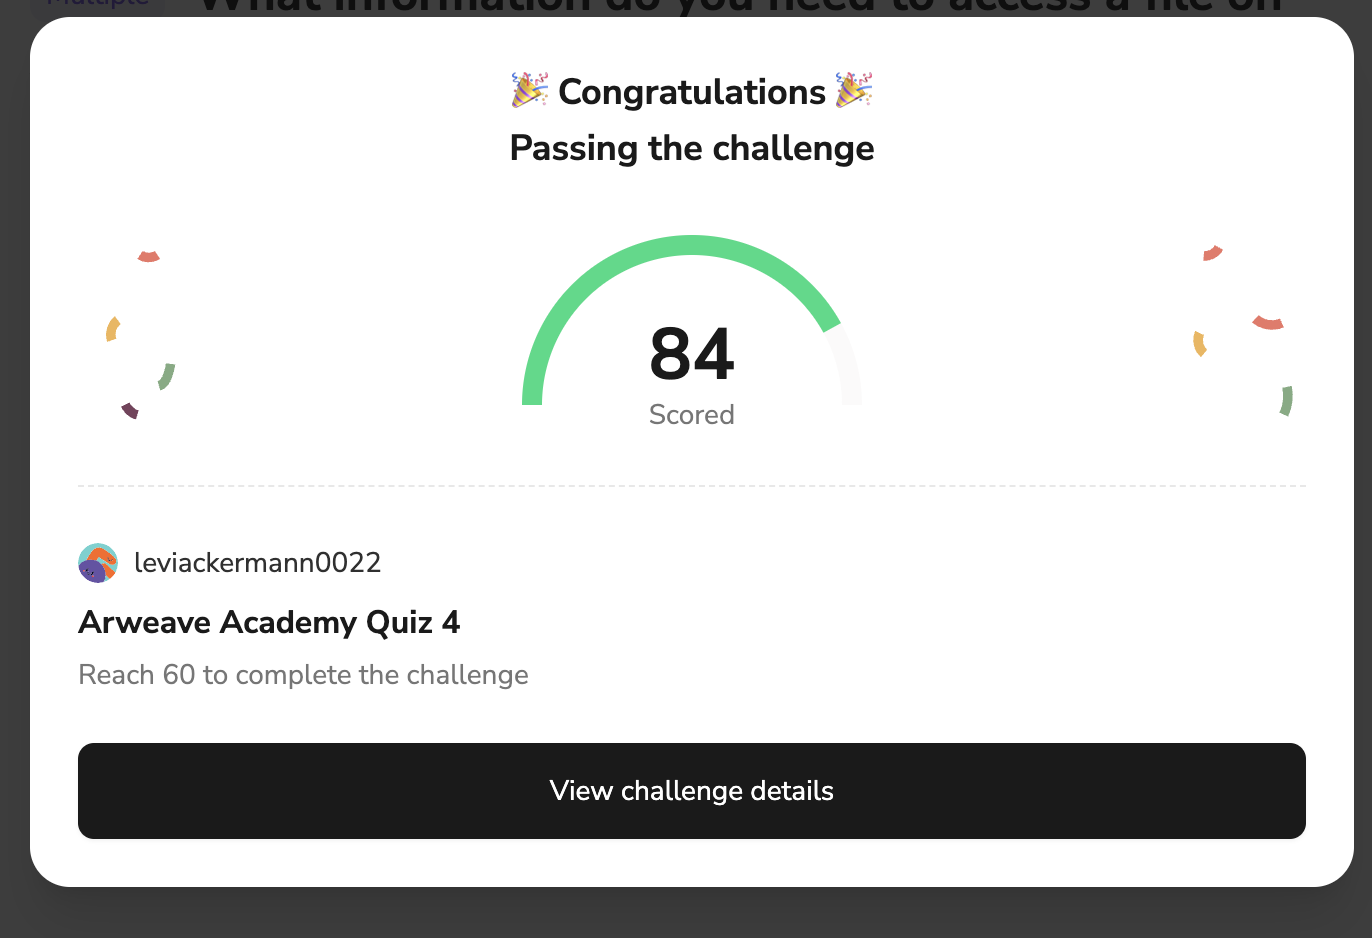 Multiple What information do you need to access a file on
🎉 Congratulations 🎉
Passing the challenge
84
Scored
leviackermann0022
Arweave Academy Quiz 4
Reach 60 to complete the challenge
View challenge details